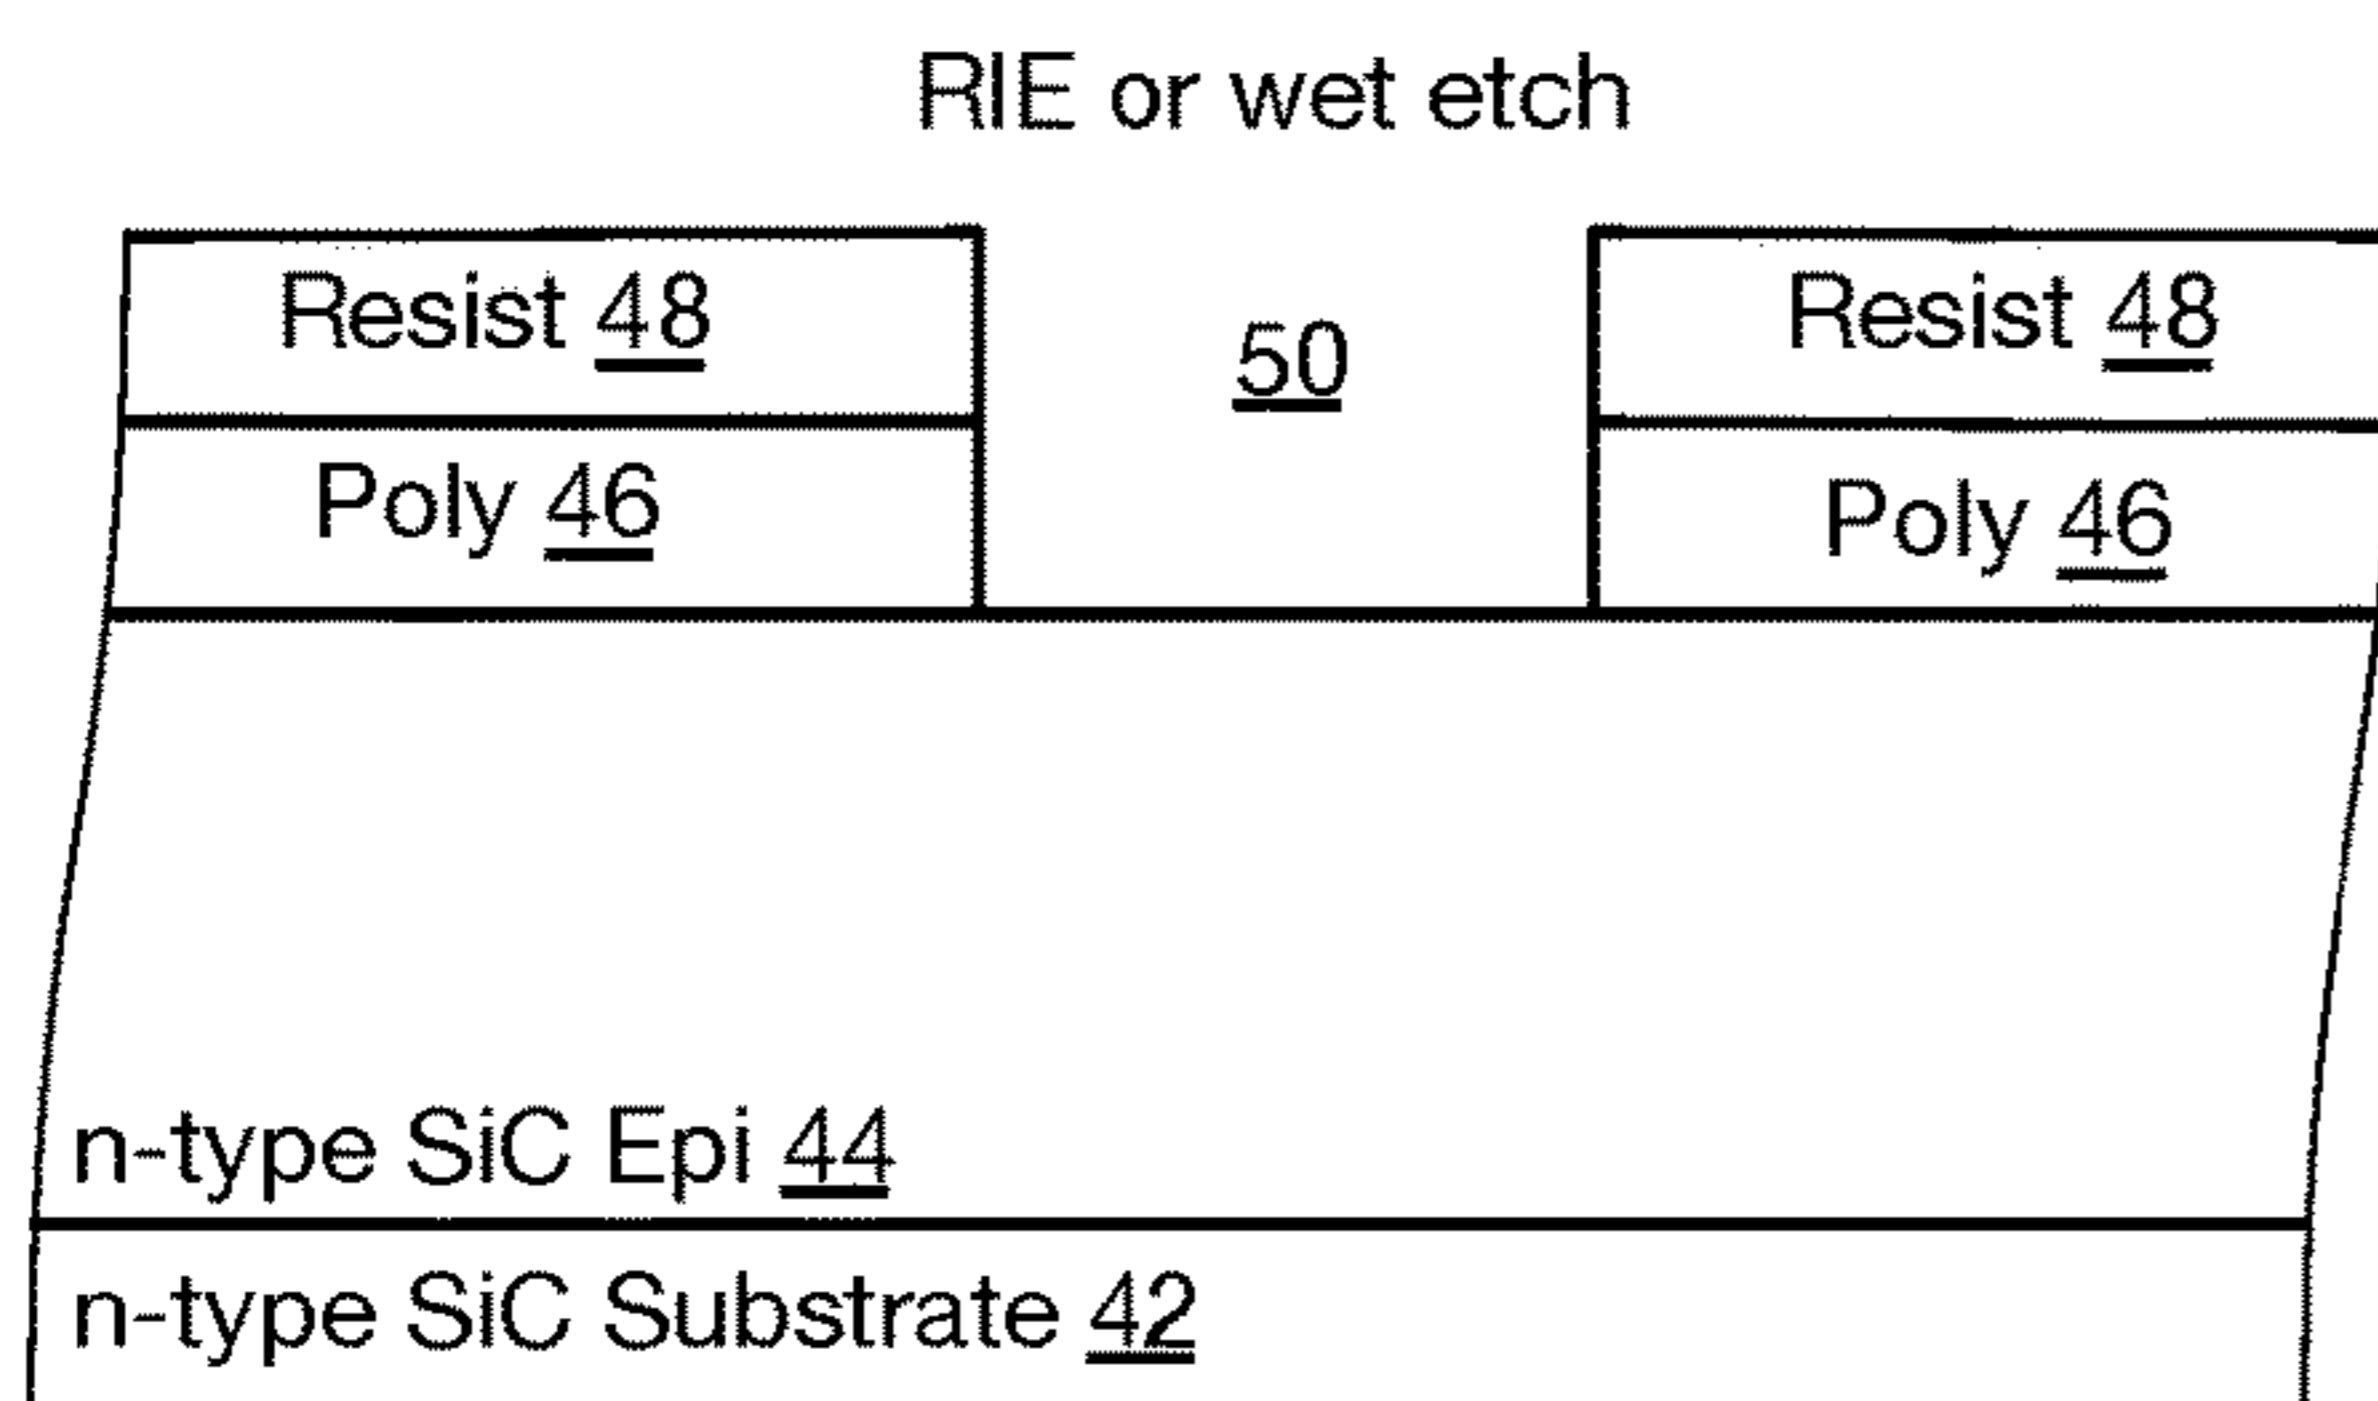 RIE or wet etch
Resist 48
50
Resist 48
Poly 46
Poly 46
n-type SiC Epi 44
n-type SiC Substrate 42